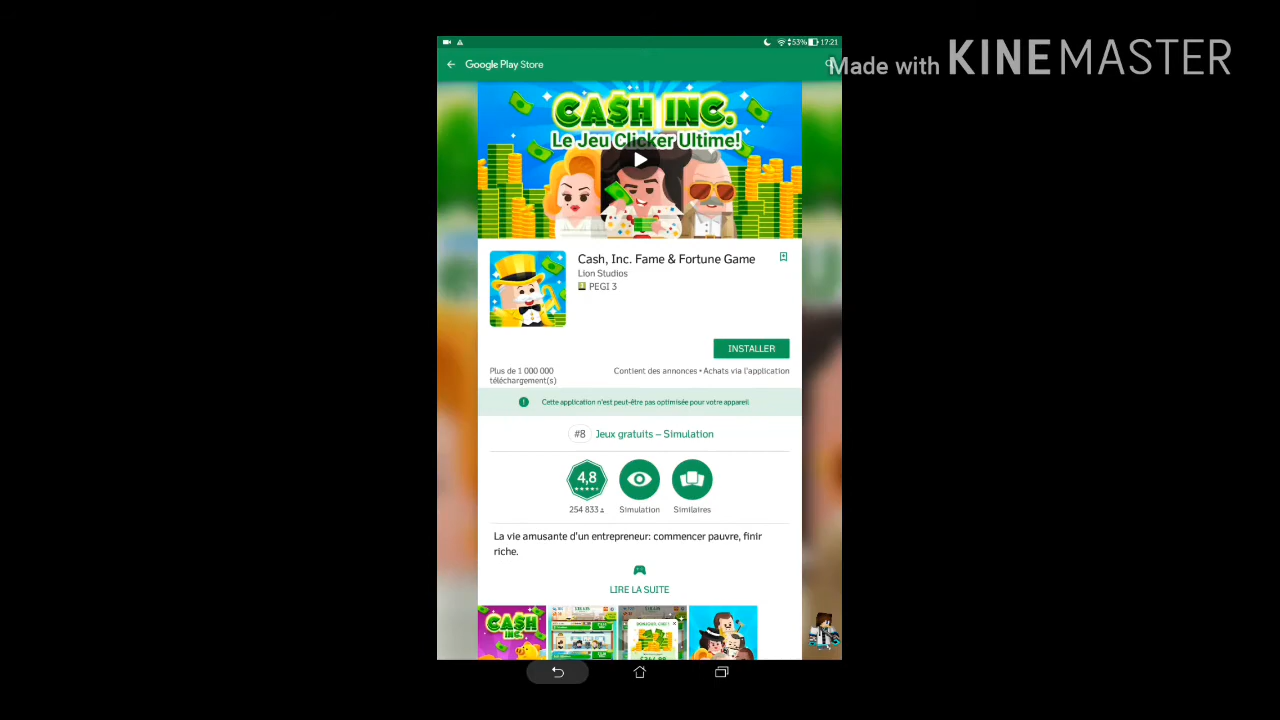 53% 17:21
Google Play Store
Made with KINEMASTER
CA$H INC.
Le Jeu Clicker Ultime!
Cash, Inc. Fame & Fortune Game
Lion Studios
PEGI 3
INSTALLER
Plus de 1 000 000
téléchargement(s)
Contient des annonces • Achats via l'application
Cette application n'est peut-être pas optimisée pour votre appareil.
#8 Jeux gratuits – Simulation
4,8
254 833
Simulation
Similaires
La vie amusante d'un entrepreneur: commencer pauvre, finir
riche.
LIRE LA SUITE
CA$H
INC.